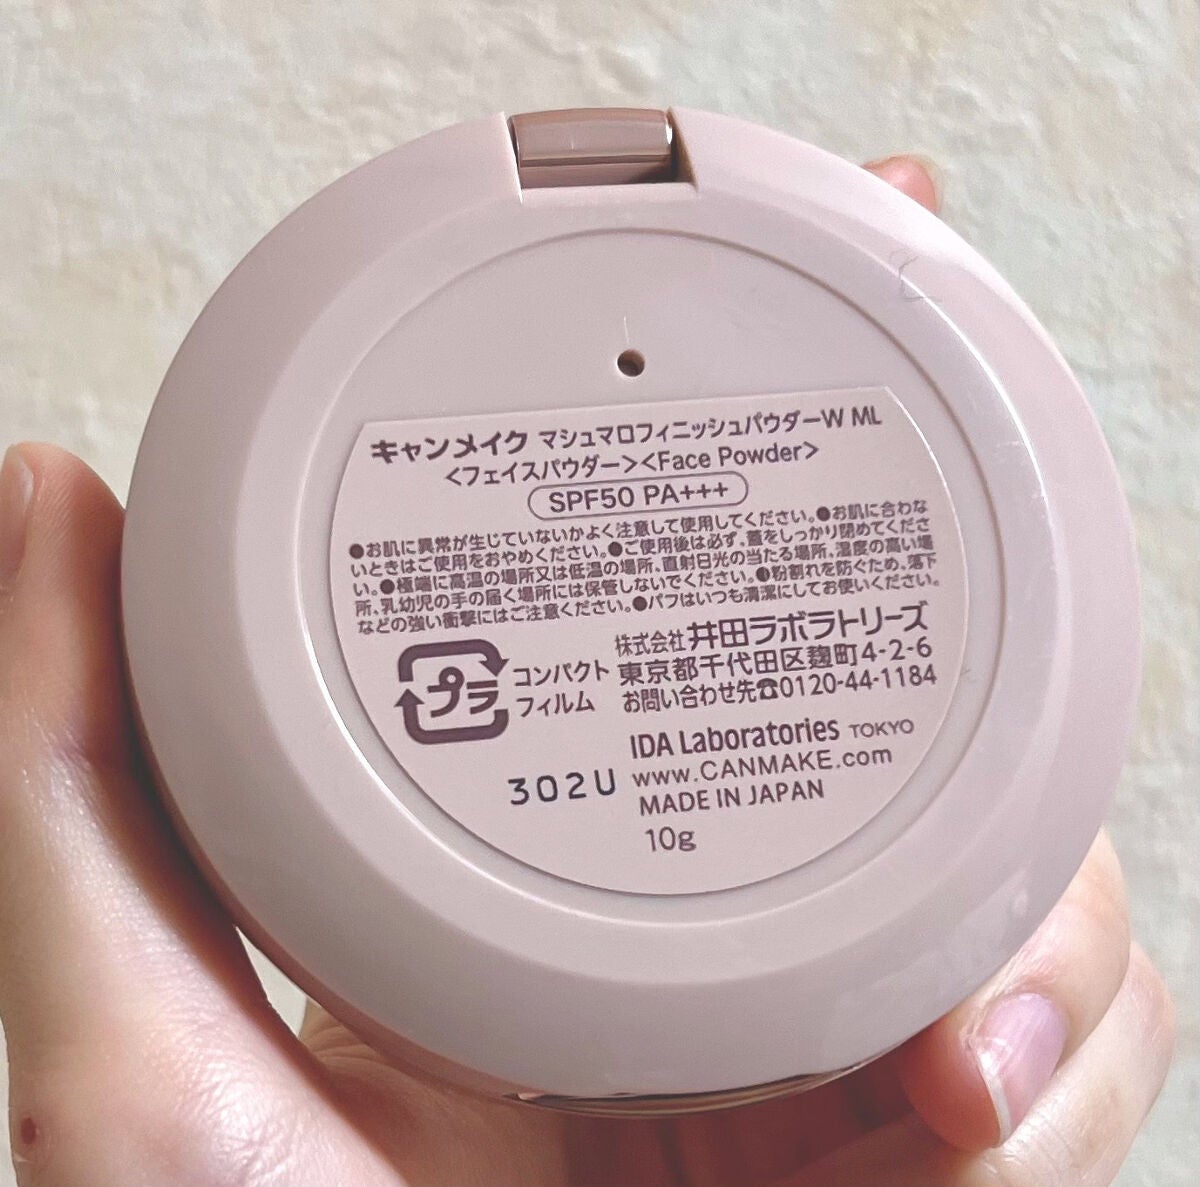 キャンメイク マシュマロフィニッシュパウダーW ML
<フェイスパウダー><Face Powder>
SPF50 PA+++
●お肌に異常が生じていないかよく注意して使用してください。●お肌に合わな
いときはご使用をおやめください。●ご使用後は必ず、蓋をしっかり閉めてくださ
い。●極端に高温の場所又は低温の場所、直射日光の当たる場所、湿度の高い場
所、乳幼児の手の届く場所には保管しないでください。●粉割れを防ぐため、落下
などの強い衝撃にはご注意ください。●パフはいつも清潔にしてお使いください。
プラ
コンパクト
フィルム
株式会社 井田ラボラトリーズ
東京都千代田区麹町4-2-6
お問い合わせ先☎0120-44-1184
IDA Laboratories TOKYO
302U
www.CANMAKE.com
MADE IN JAPAN
10g